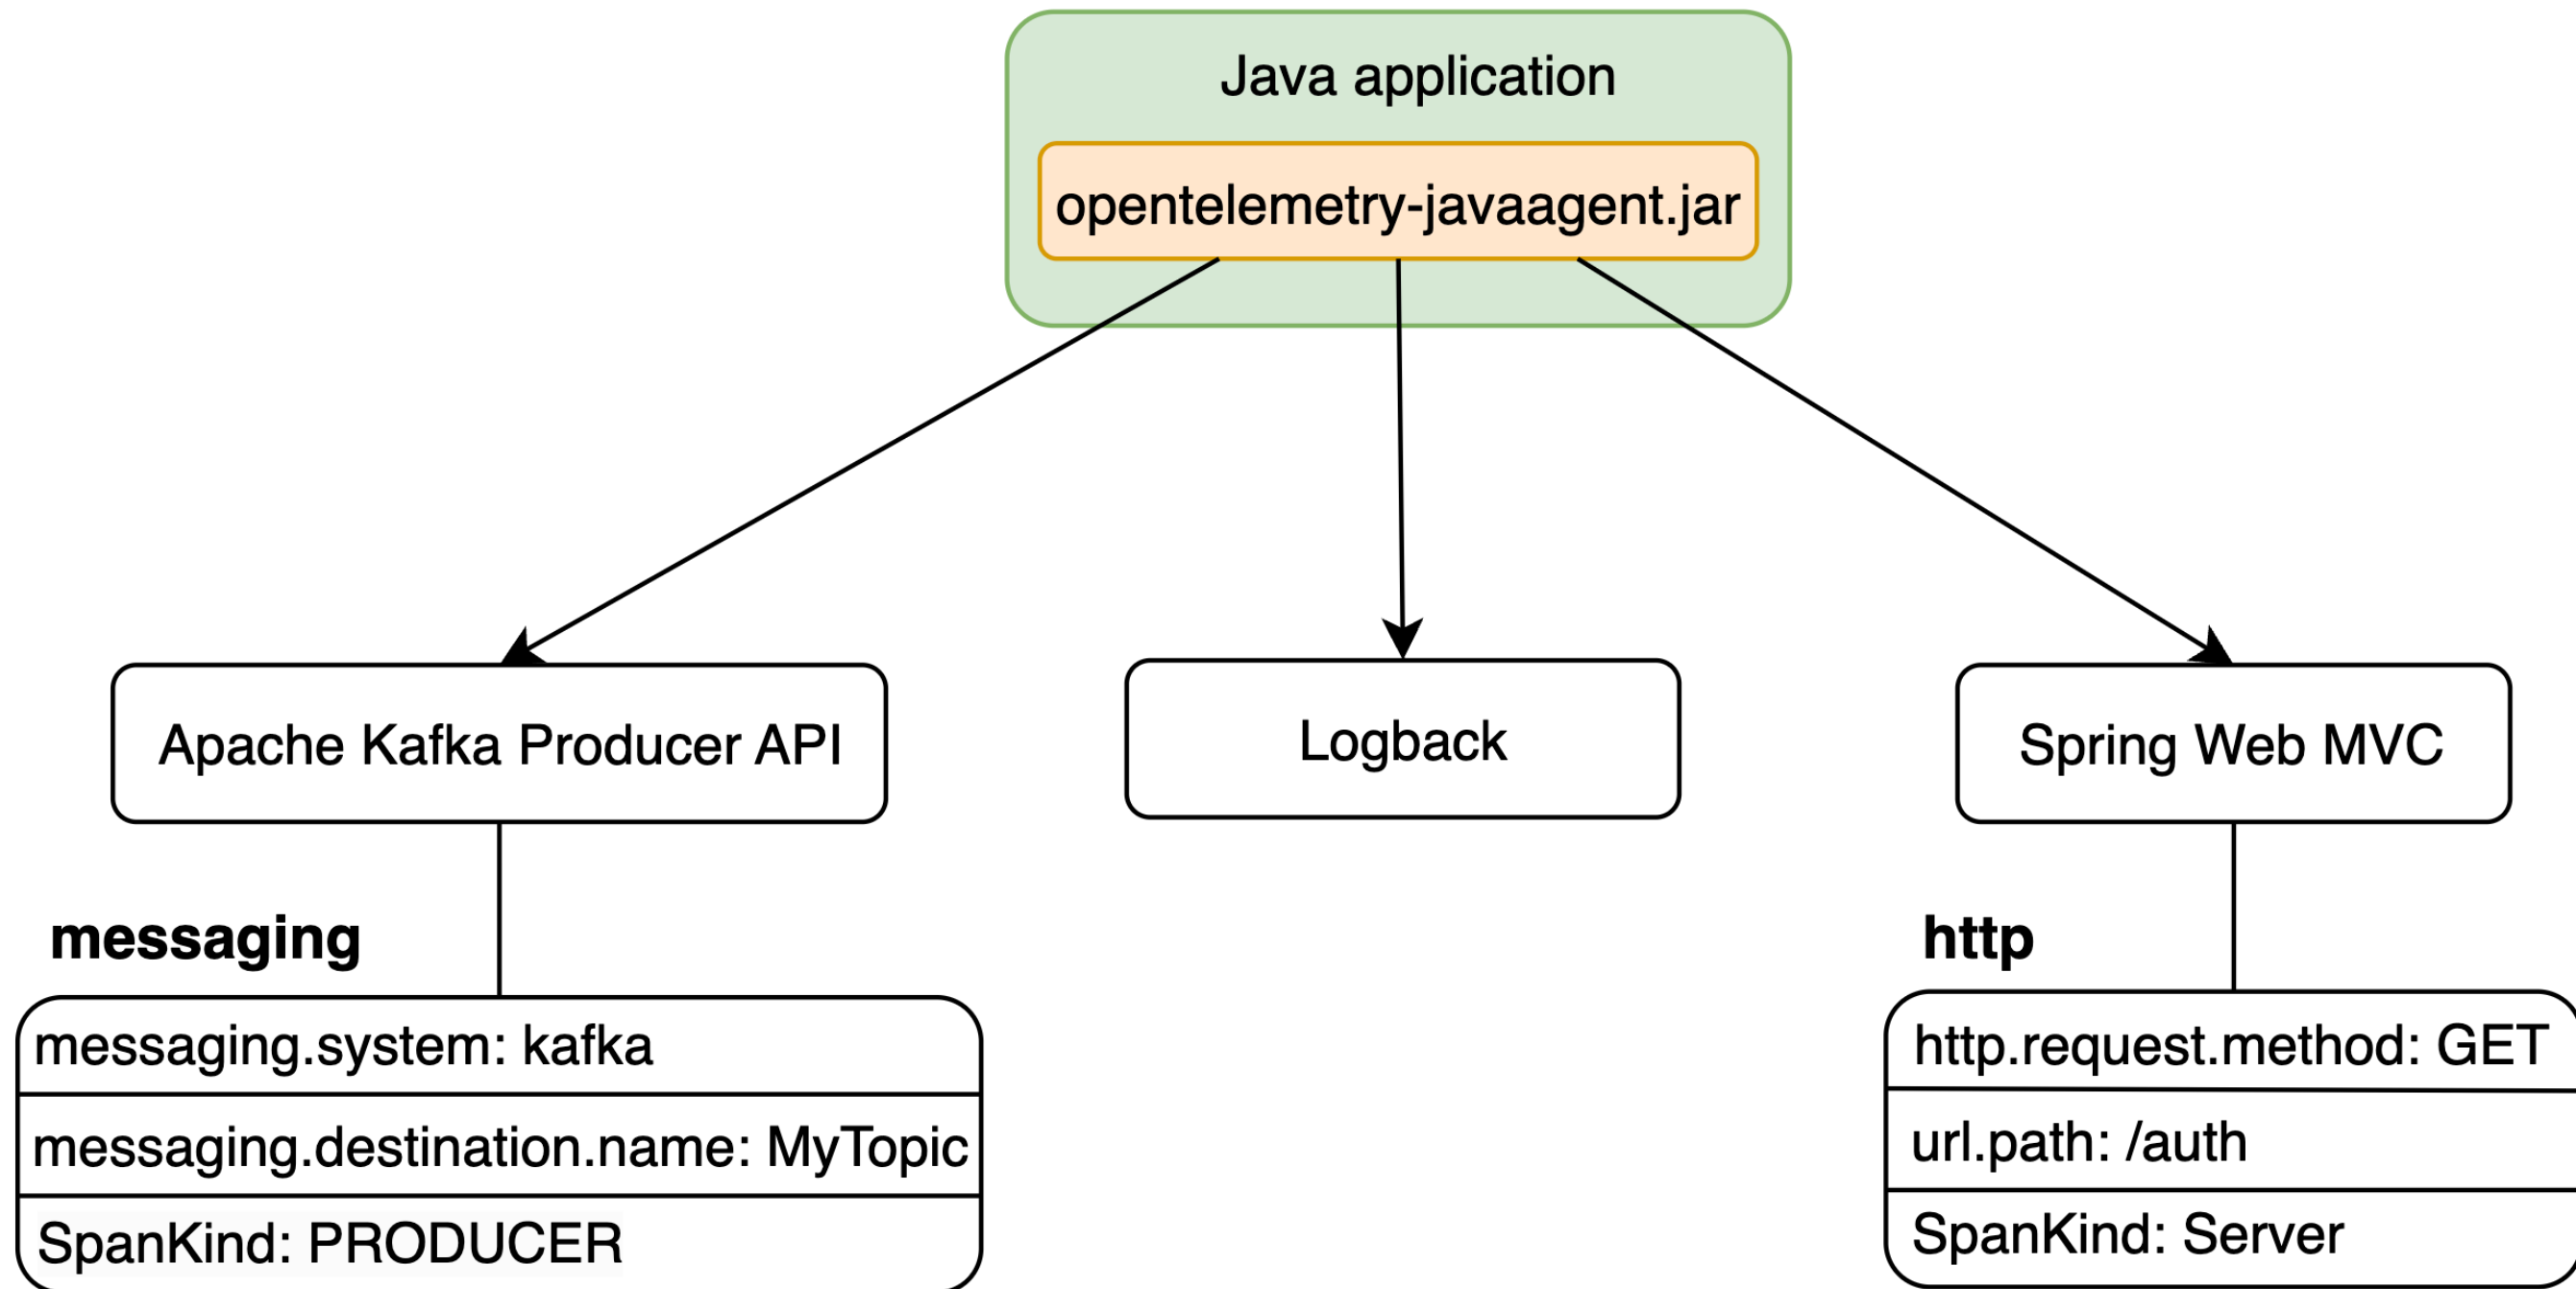 Java application
opentelemetry-javaagent.jar
Apache Kafka Producer API
Logback
Spring Web MVC
messaging
messaging.system: kafka
messaging.destination.name: MyTopic
SpanKind: PRODUCER
http
http.request.method: GET
url.path: /auth
SpanKind: Server